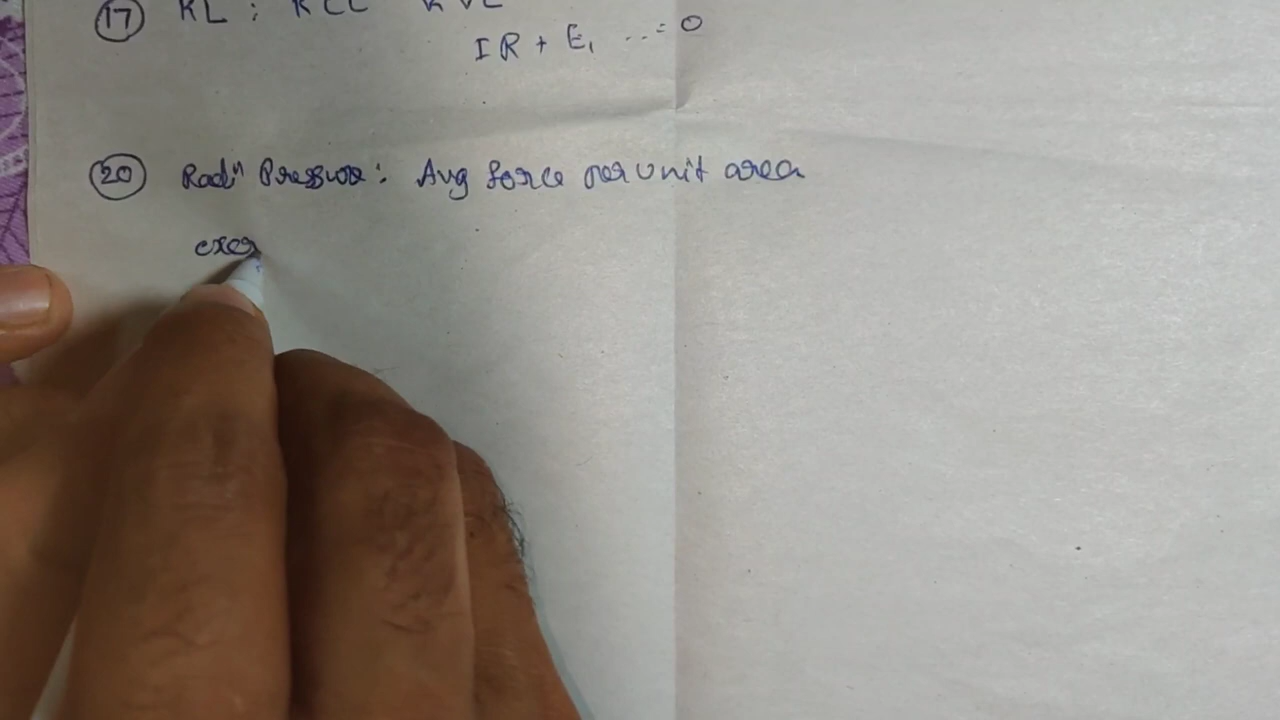 17 KL : KCL KVL
IR + E₁ ...= 0
20 Radⁿ Pressure : Avg force per unit area
exer